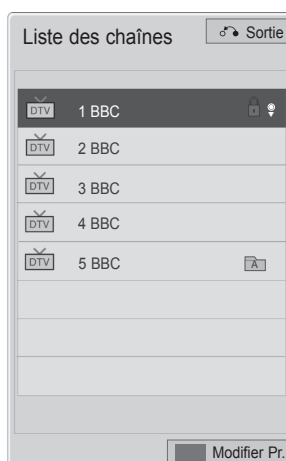 Liste des chaînes
Sortie
DTV 1 BBC
DTV 2 BBC
DTV 3 BBC
DTV 4 BBC
DTV 5 BBC A
Modifier Pr.